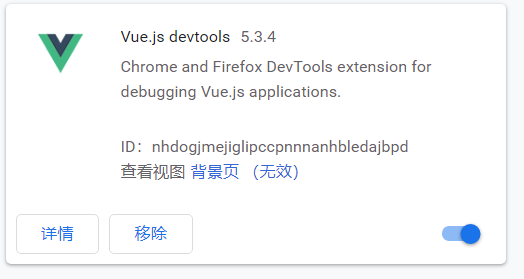 Vue.js devtools 5.3.4
Chrome and Firefox DevTools extension for
debugging Vue.js applications.
ID：nhdogjmejiglipccpnnnanhbledajbpd
查看视图 背景页 （无效）
详情 移除